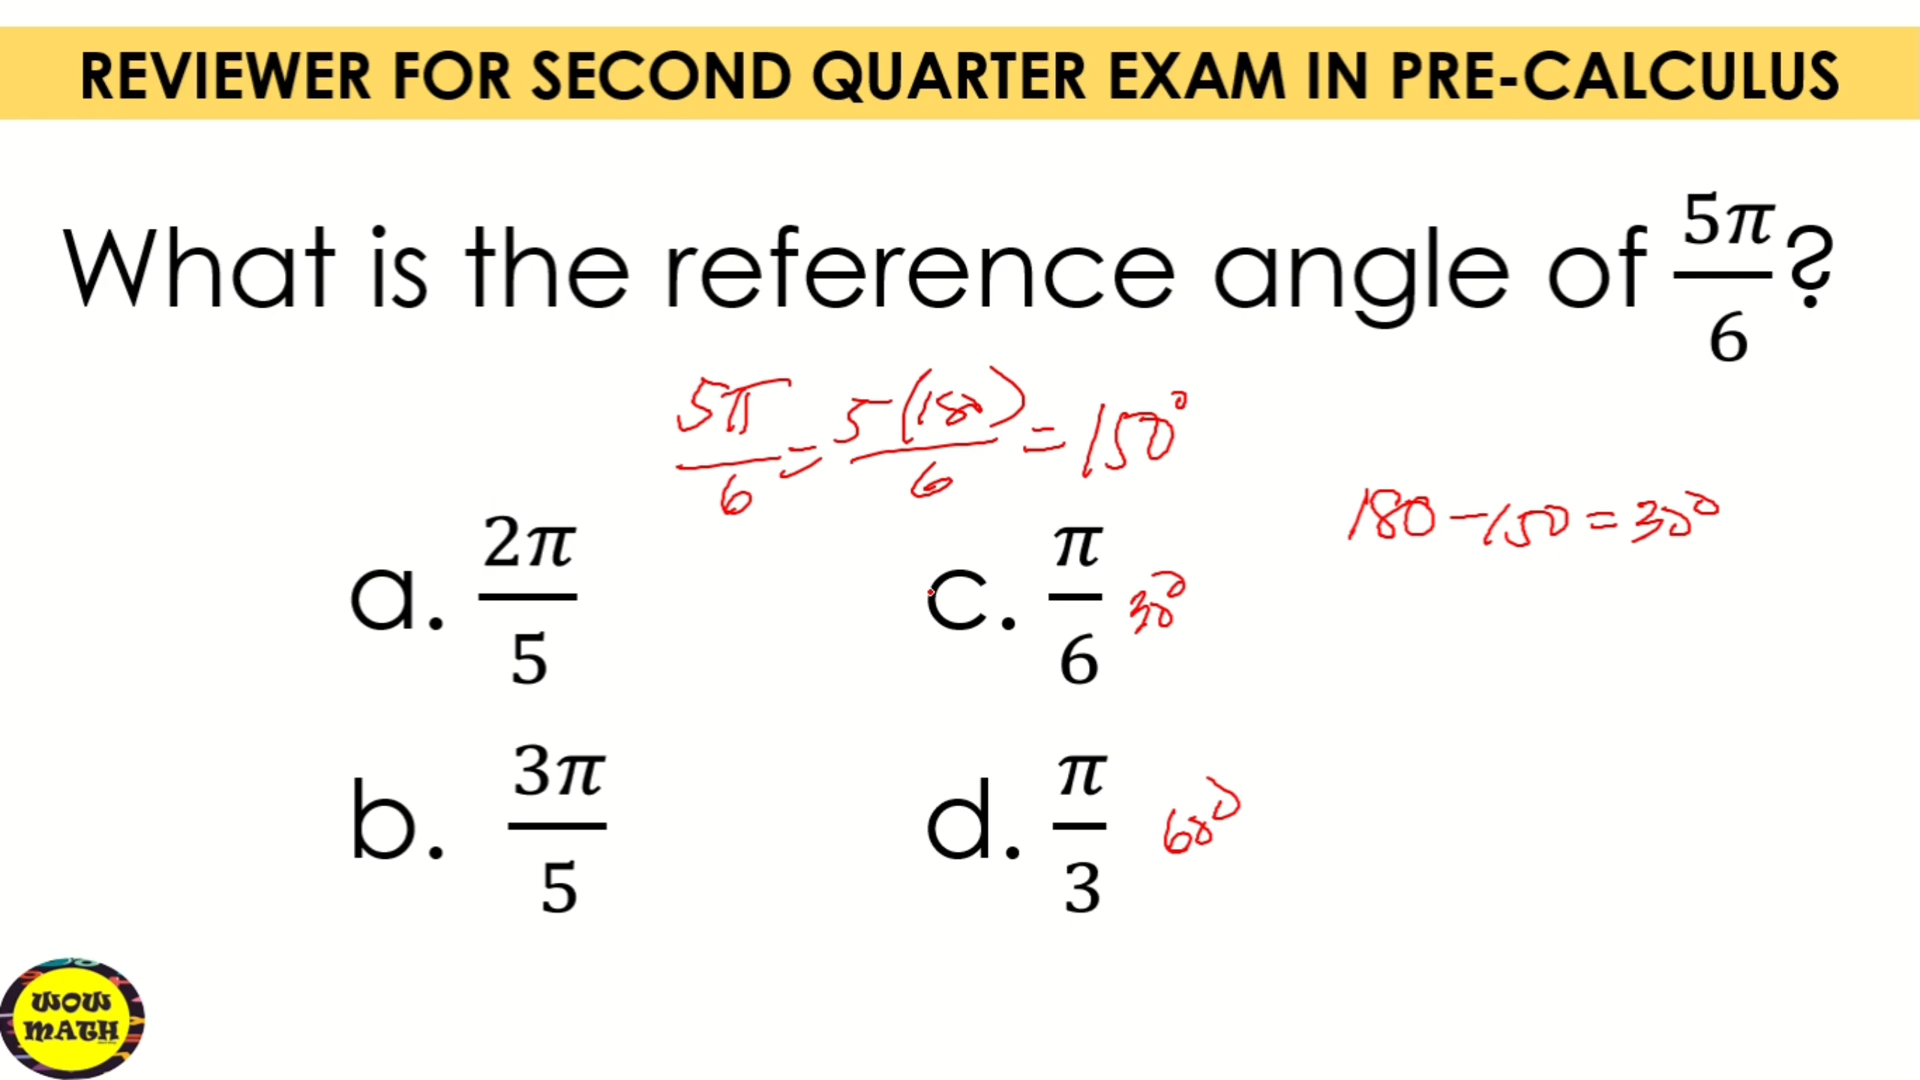 REVIEWER FOR SECOND QUARTER EXAM IN PRE-CALCULUS
What is the reference angle of 5π/6?
5π/6 = 5(180)/6 = 150°
180 - 150 = 30°
a. 2π/5
c. π/6 30°
b. 3π/5
d. π/3 60°
WOW
MATH